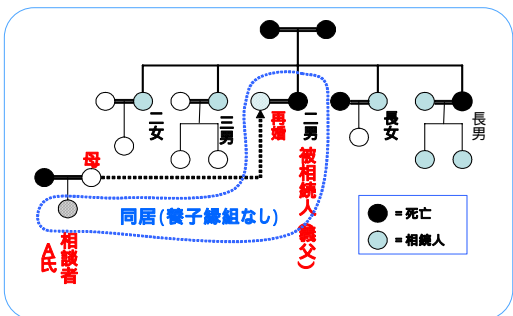 二女
三男
再婚
二男
長女
長男
被相続人（義父）
母
同居(養子縁組なし)
相談者
A氏
=死亡
=相続人